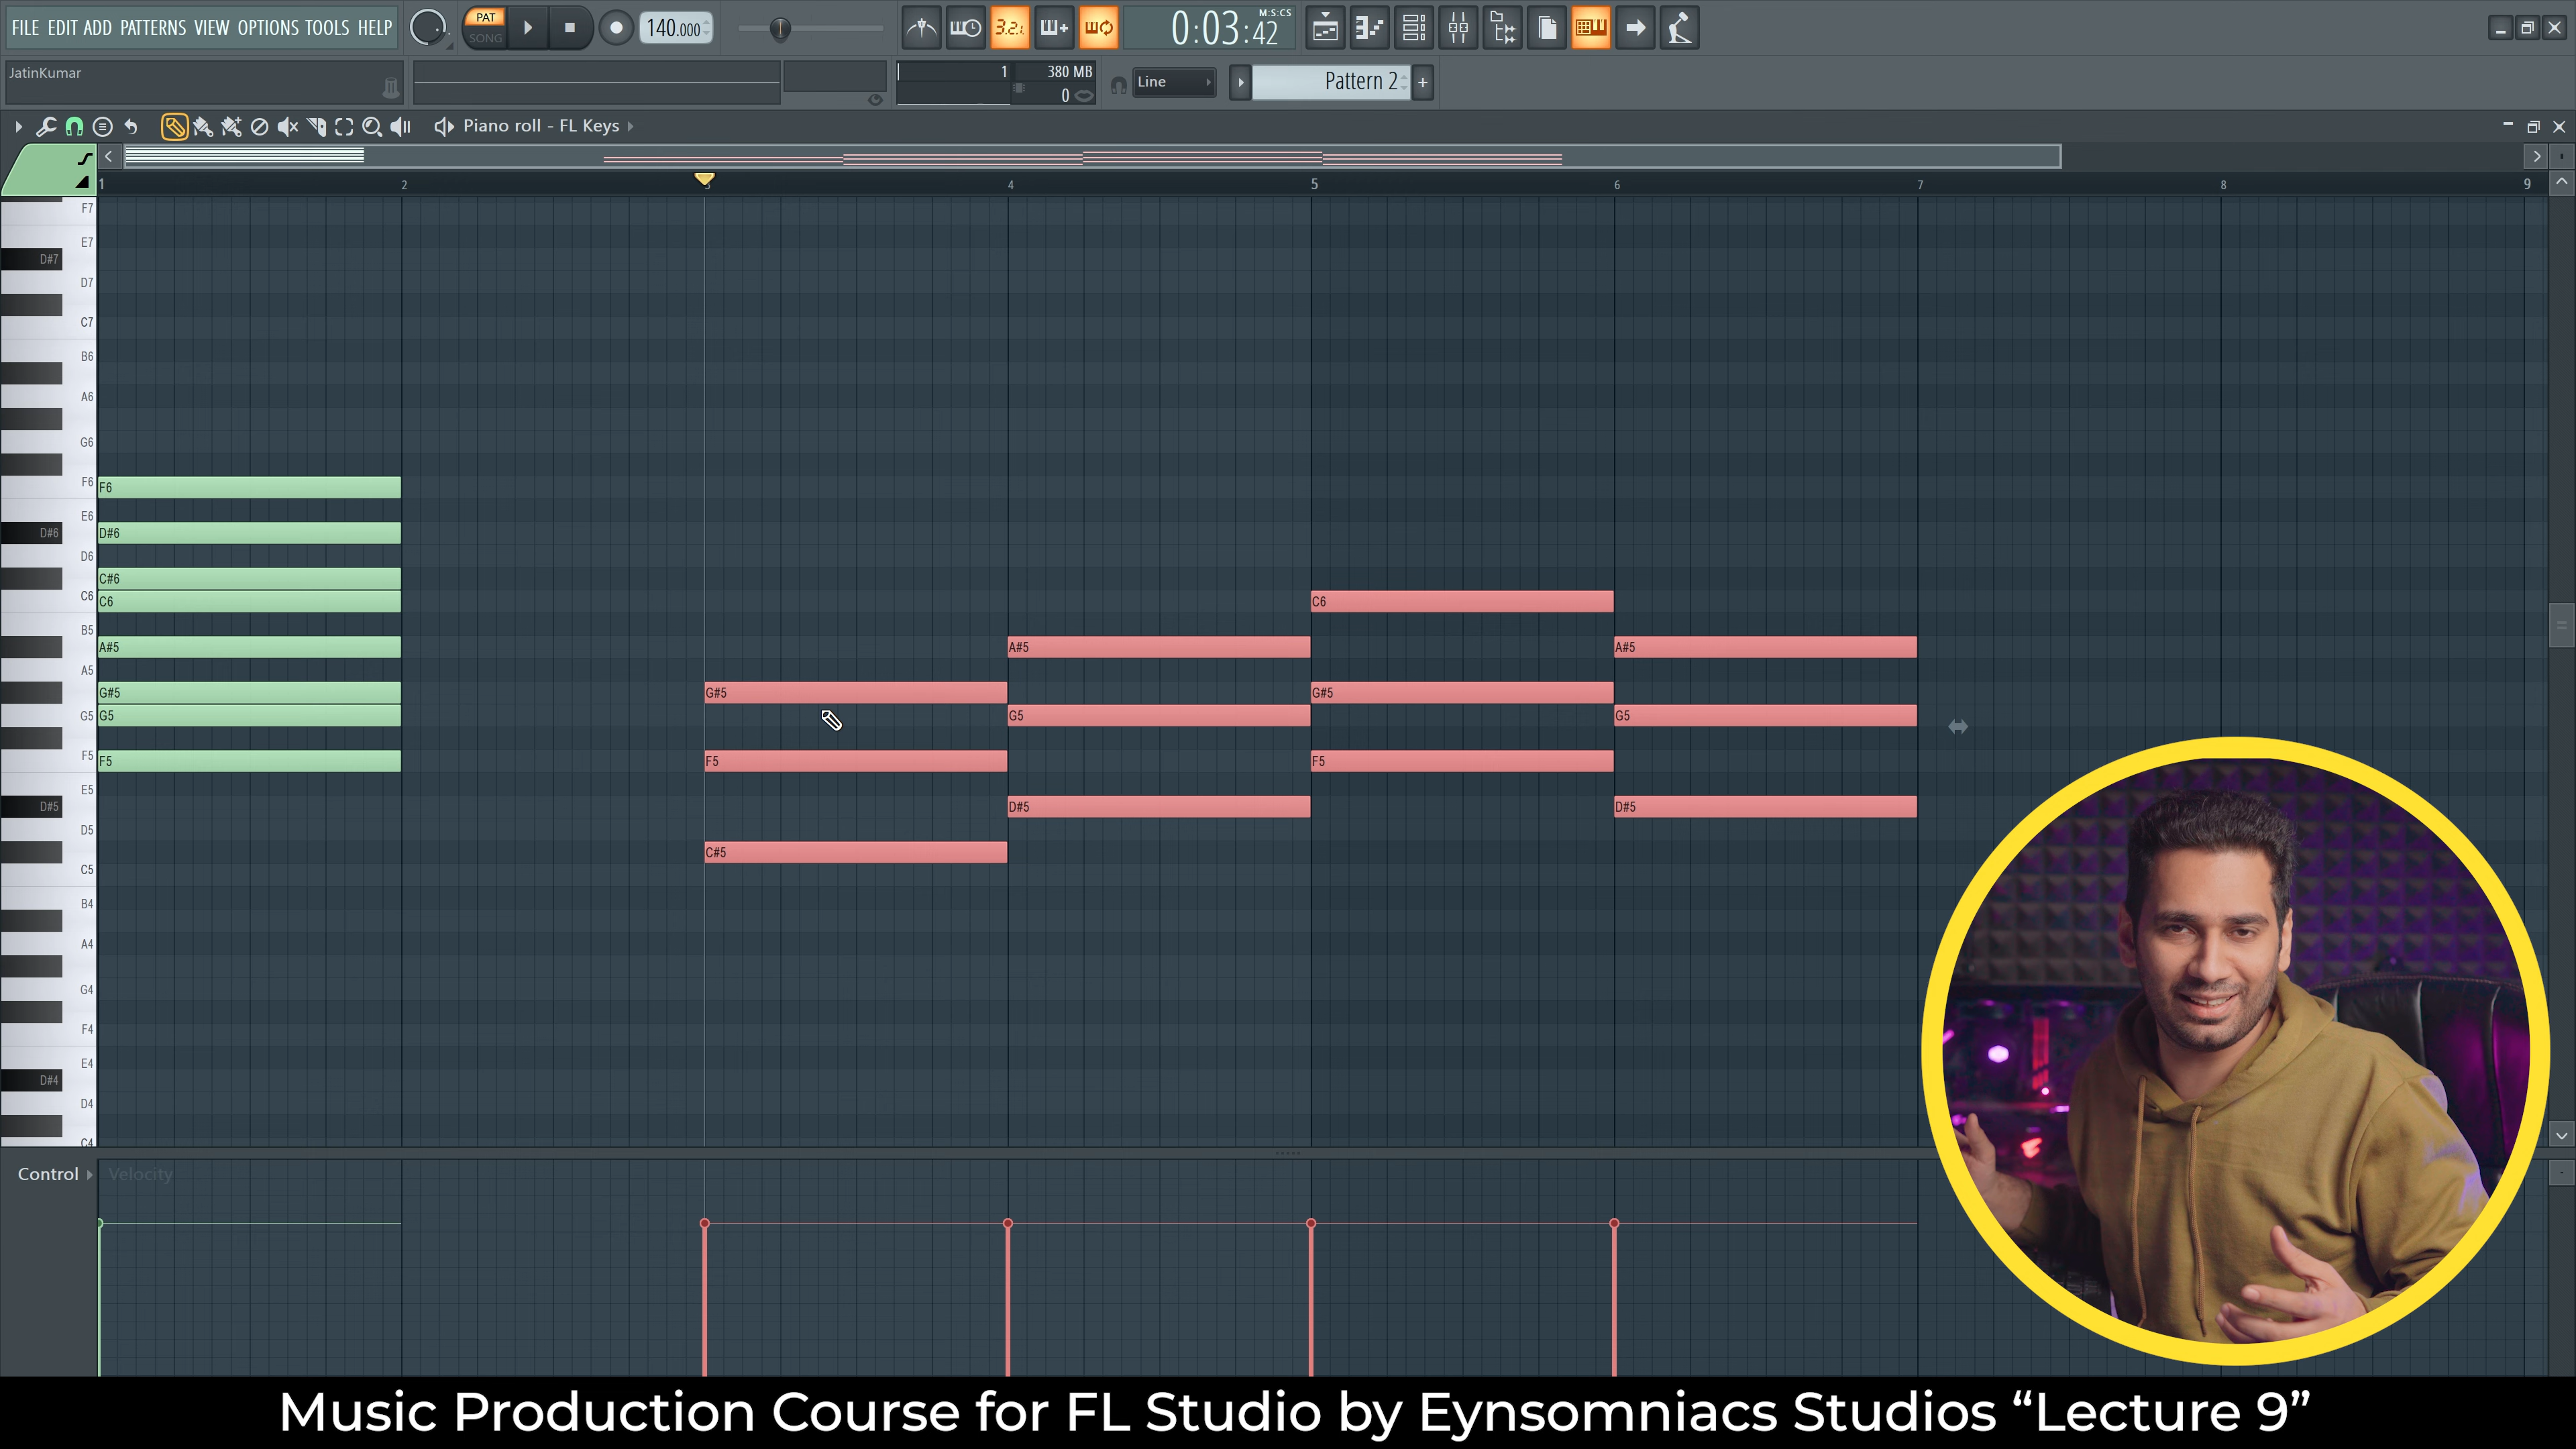 FILE EDIT ADD PATTERNS VIEW OPTIONS TOOLS HELP
PAT
SONG
140.000
3.2.
0:03:42
M:S:CS
JatinKumar
1
380 MB
0
Line
Pattern 2
+
Piano roll - FL Keys
1 2 4 5 6 7 8 9
F7
E7
D#7
D7
C7
B6
A6
G6
F6
F6
E6
D#6
D#6
D6
C#6
C6
C6
C6
B5
A#5
A#5
A#5
A5
G#5
G#5
G#5
G5
G5
G5
G5
F5
F5
F5
F5
E5
D#5
D#5
D#5
D5
C#5
C5
B4
A4
G4
F4
E4
D#4
D4
C4
Control Velocity
Music Production Course for FL Studio by Eynsomniacs Studios “Lecture 9”